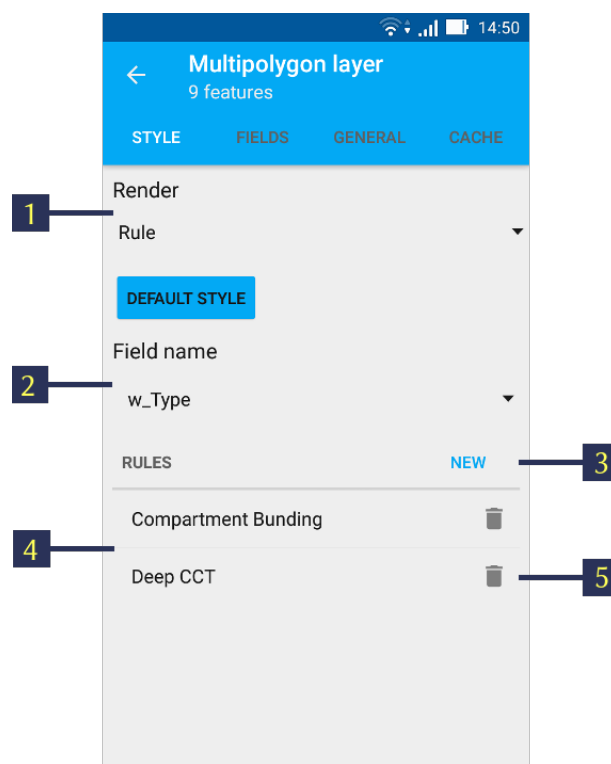 14:50
Multipolygon layer
9 features
STYLE FIELDS GENERAL CACHE
Render
1
Rule
DEFAULT STYLE
Field name
2
w_Type
RULES NEW 3
Compartment Bunding
4
Deep CCT 5